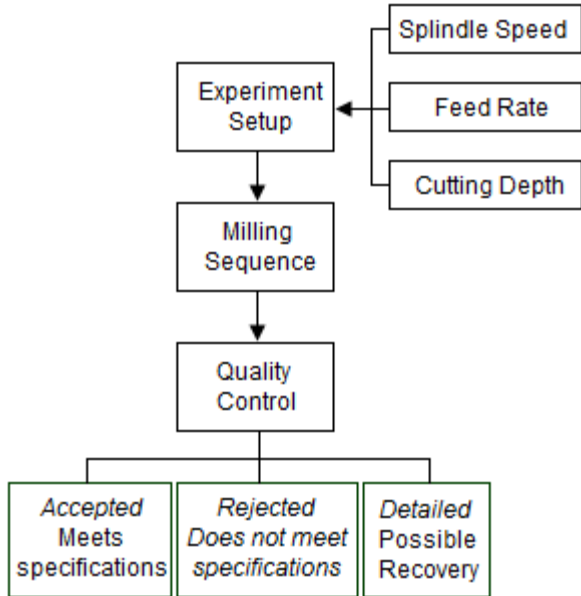 Splindle Speed
Experiment
Setup
Feed Rate
Cutting Depth
Milling
Sequence
Quality
Control
Accepted
Meets
specifications
Rejected
Does not meet
specifications
Detailed
Possible
Recovery